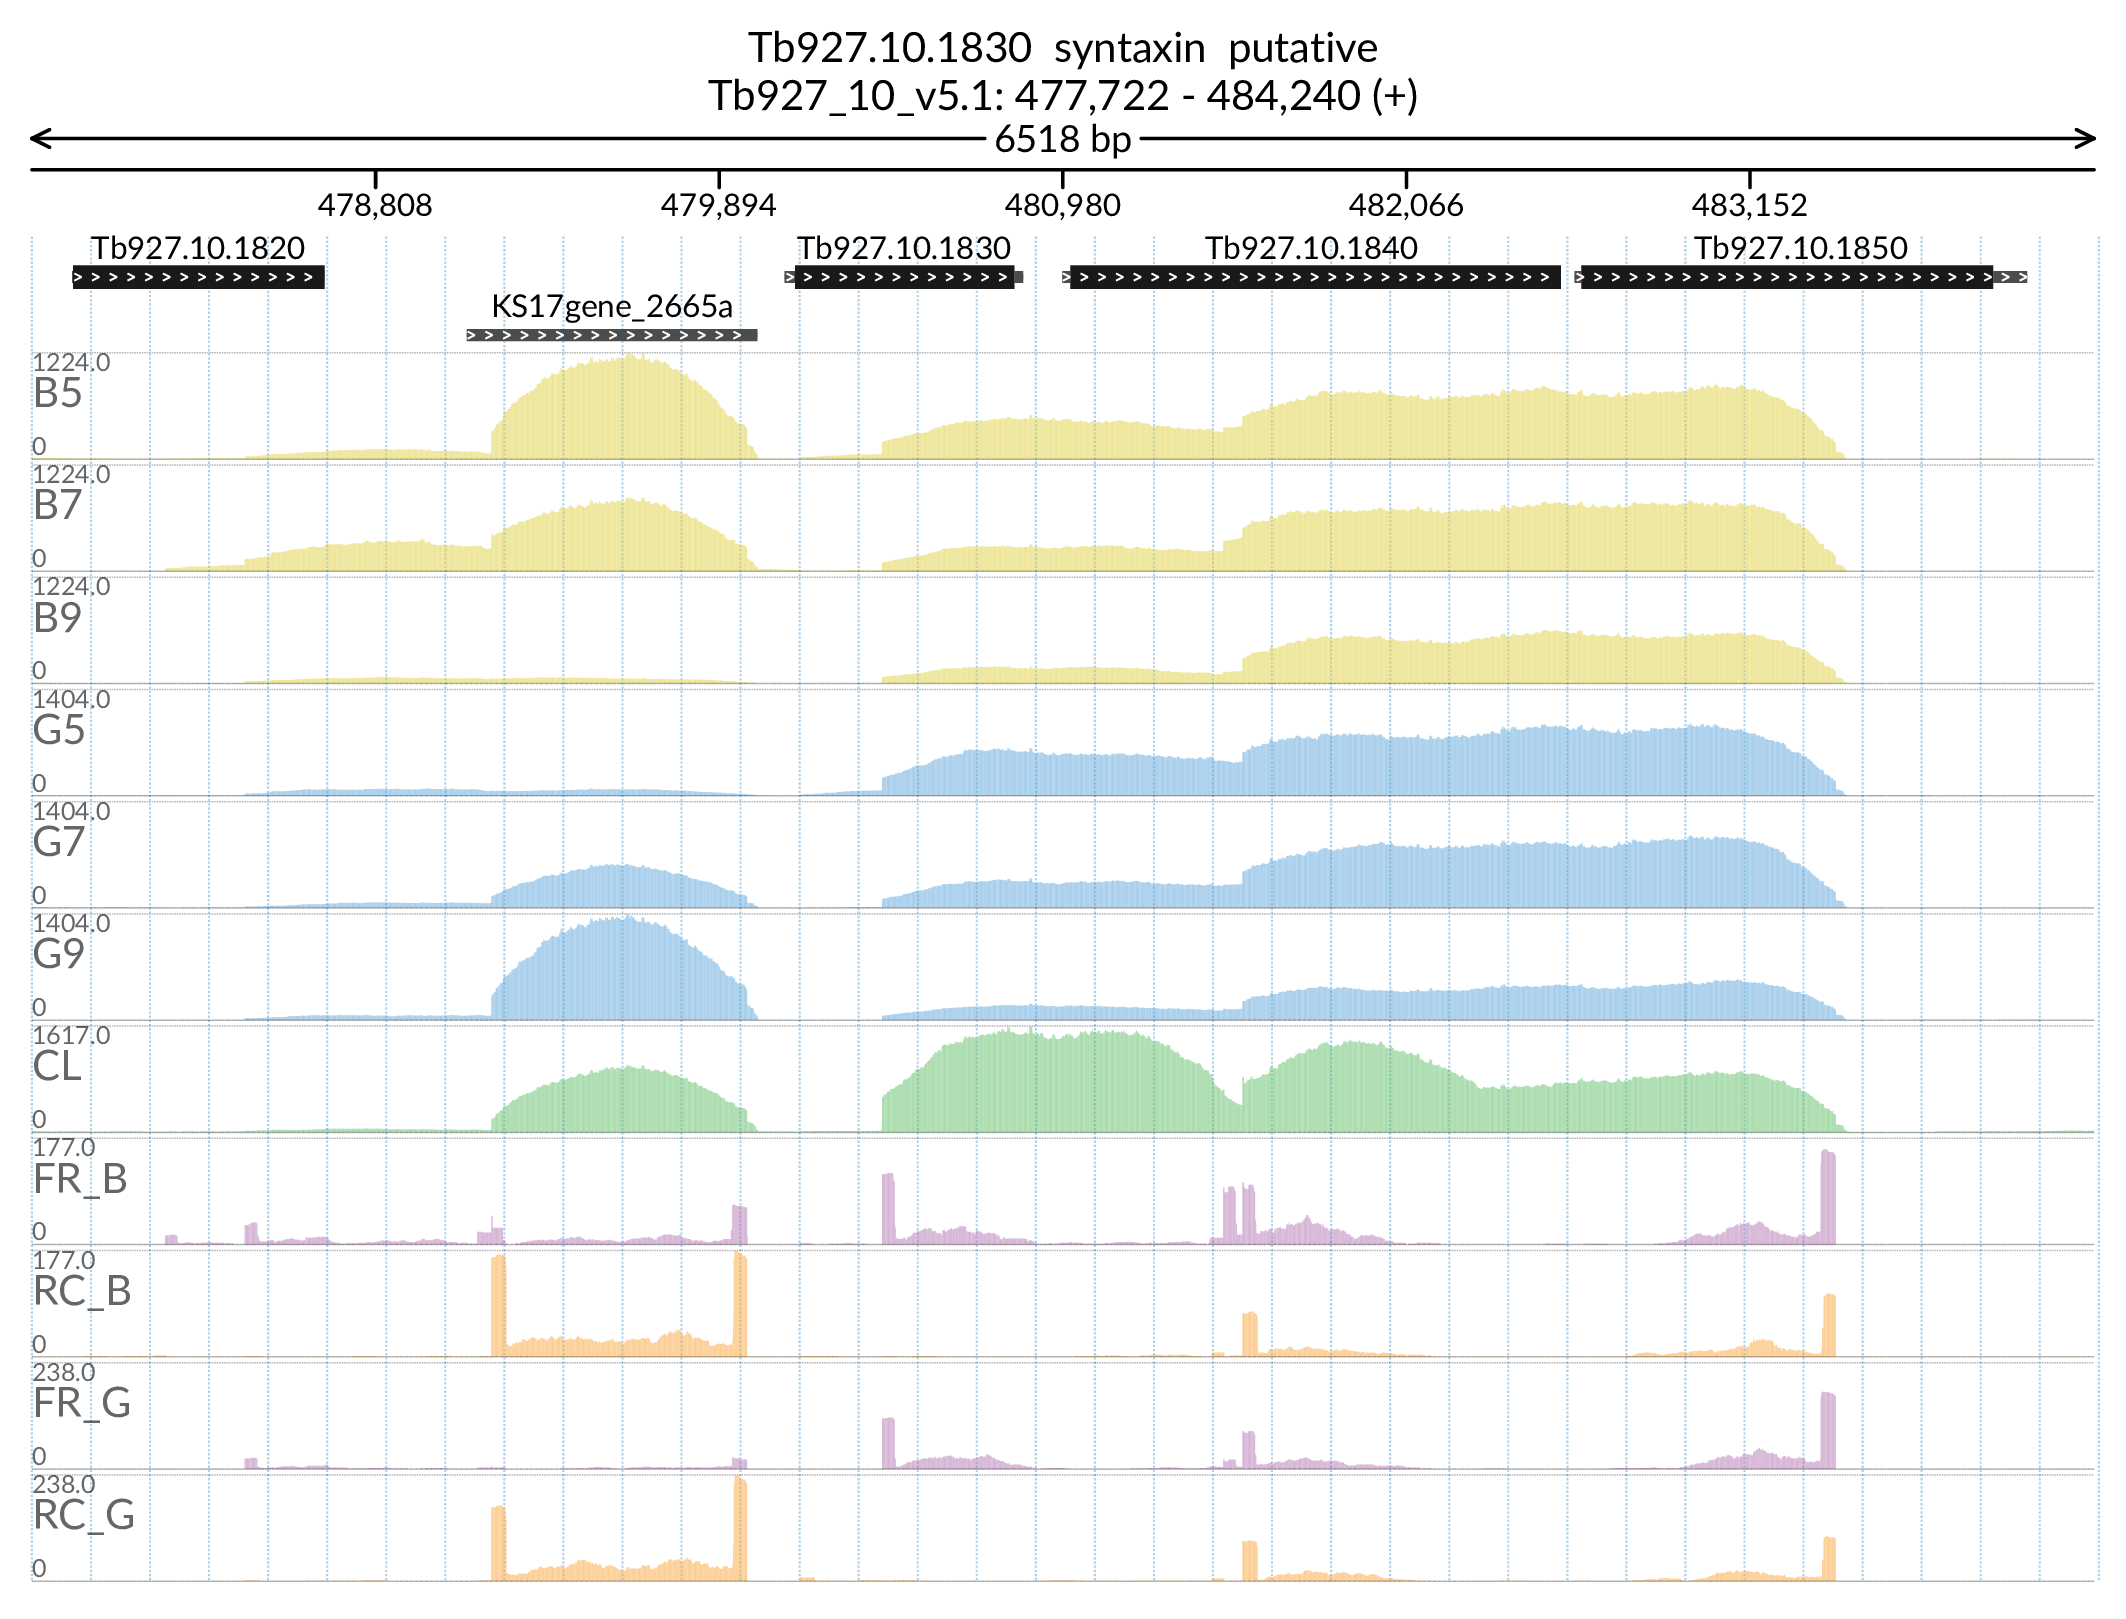 Tb927.10.1830 syntaxin putative
Tb927_10_v5.1: 477,722 - 484,240 (+)
6518 bp
478,808 479,894 480,980 482,066 483,152
Tb927.10.1820 Tb927.10.1830 Tb927.10.1840 Tb927.10.1850
KS17gene_2665a
1224.0
B5
0
1224.0
B7
0
1224.0
B9
0
1404.0
G5
0
1404.0
G7
0
1404.0
G9
0
1617.0
CL
0
177.0
FR_B
0
177.0
RC_B
0
238.0
FR_G
0
238.0
RC_G
0